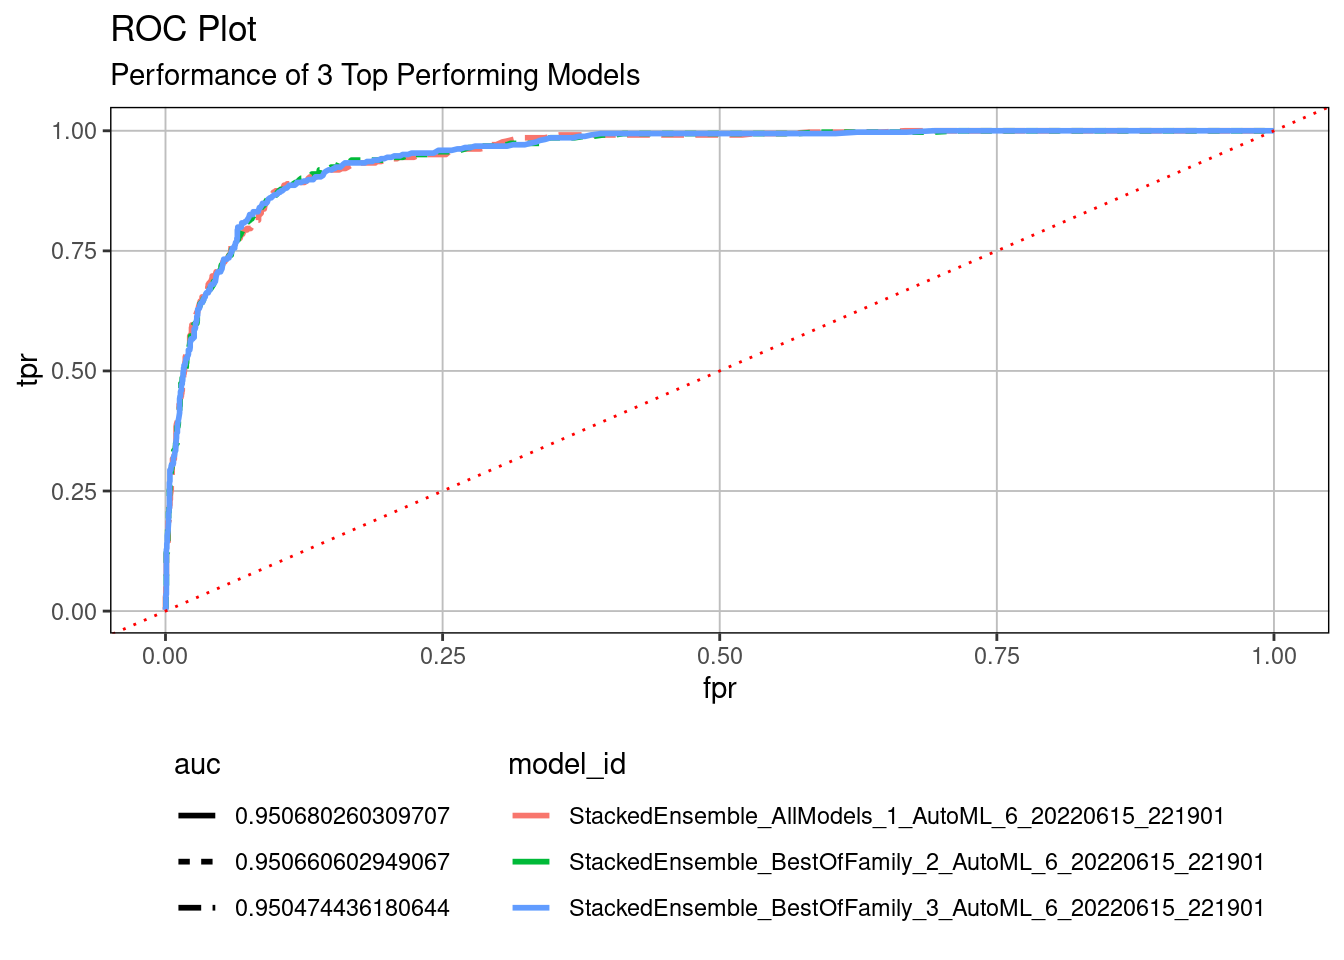 ROC Plot
Performance of 3 Top Performing Models
1.00
0.75
0.50
0.25
0.00
tpr
0.00 0.25 0.50 0.75 1.00
fpr
auc model_id
0.950680260309707 StackedEnsemble_AllModels_1_AutoML_6_20220615_221901
0.950660602949067 StackedEnsemble_BestOfFamily_2_AutoML_6_20220615_221901
0.950474436180644 StackedEnsemble_BestOfFamily_3_AutoML_6_20220615_221901